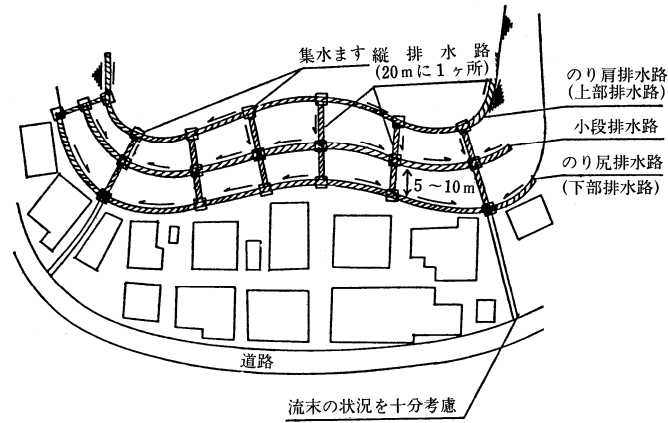 集水ます
縦排水路
(20mに1ヶ所)
のり肩排水路
(上部排水路)
小段排水路
のり尻排水路
(下部排水路)
5～10m
道路
流末の状況を十分考慮